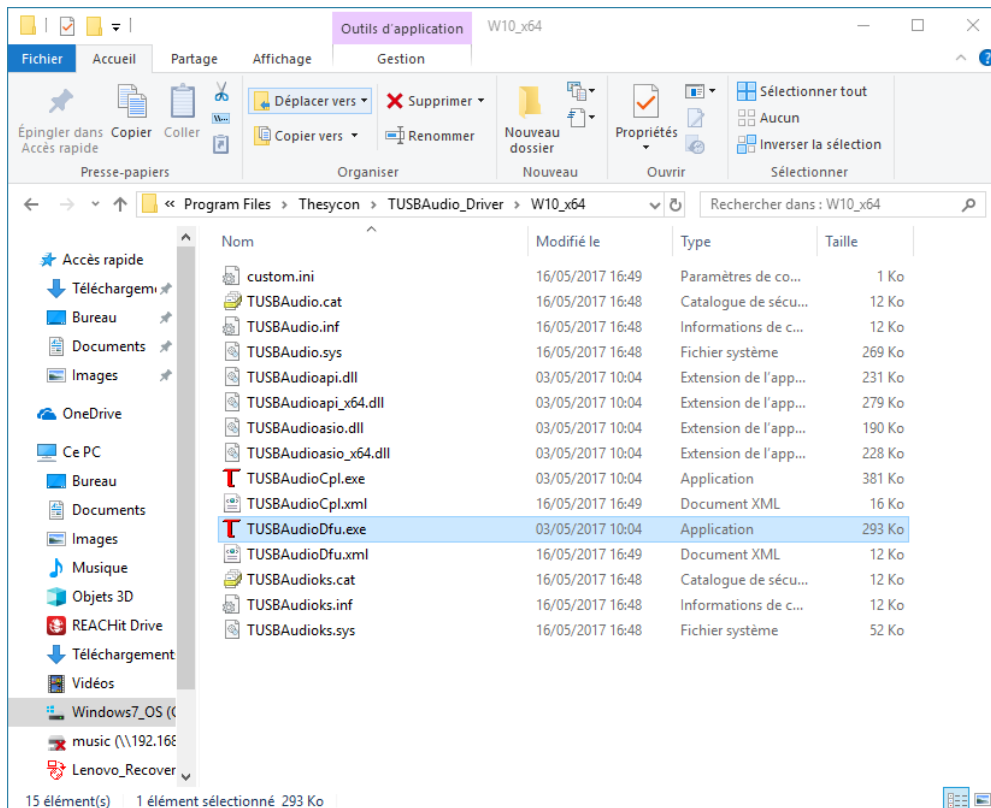 Outils d'application W10_x64
Fichier Accueil Partage Affichage Gestion
Épingler dans Accès rapide
Copier
Coller
Presse-papiers
Déplacer vers
Copier vers
Supprimer
Renommer
Organiser
Nouveau dossier
Nouveau
Propriétés
Ouvrir
Sélectionner tout
Aucun
Inverser la sélection
Sélectionner
« Program Files > Thesycon > TUSBAudio_Driver > W10_x64
Rechercher dans : W10_x64
Accès rapide
Téléchargem
Bureau
Documents
Images
OneDrive
Ce PC
Bureau
Documents
Images
Musique
Objets 3D
REACHit Drive
Téléchargement
Vidéos
Windows7_OS (C
music (\\192.168
Lenovo_Recover
Nom Modifié le Type Taille
custom.ini 16/05/2017 16:49 Paramètres de co... 1 Ko
TUSBAudio.cat 16/05/2017 16:48 Catalogue de sécu... 12 Ko
TUSBAudio.inf 16/05/2017 16:48 Informations de c... 12 Ko
TUSBAudio.sys 16/05/2017 16:48 Fichier système 269 Ko
TUSBAudioapi.dll 03/05/2017 10:04 Extension de l'app... 231 Ko
TUSBAudioapi_x64.dll 03/05/2017 10:04 Extension de l'app... 279 Ko
TUSBAudioasio.dll 03/05/2017 10:04 Extension de l'app... 190 Ko
TUSBAudioasio_x64.dll 03/05/2017 10:04 Extension de l'app... 228 Ko
TUSBAudioCpl.exe 03/05/2017 10:04 Application 381 Ko
TUSBAudioCpl.xml 16/05/2017 16:49 Document XML 16 Ko
TUSBAudioDfu.exe 03/05/2017 10:04 Application 293 Ko
TUSBAudioDfu.xml 16/05/2017 16:49 Document XML 12 Ko
TUSBAudioks.cat 16/05/2017 16:48 Catalogue de sécu... 12 Ko
TUSBAudioks.inf 16/05/2017 16:48 Informations de c... 12 Ko
TUSBAudioks.sys 16/05/2017 16:48 Fichier système 52 Ko
15 élément(s) 1 élément sélectionné 293 Ko